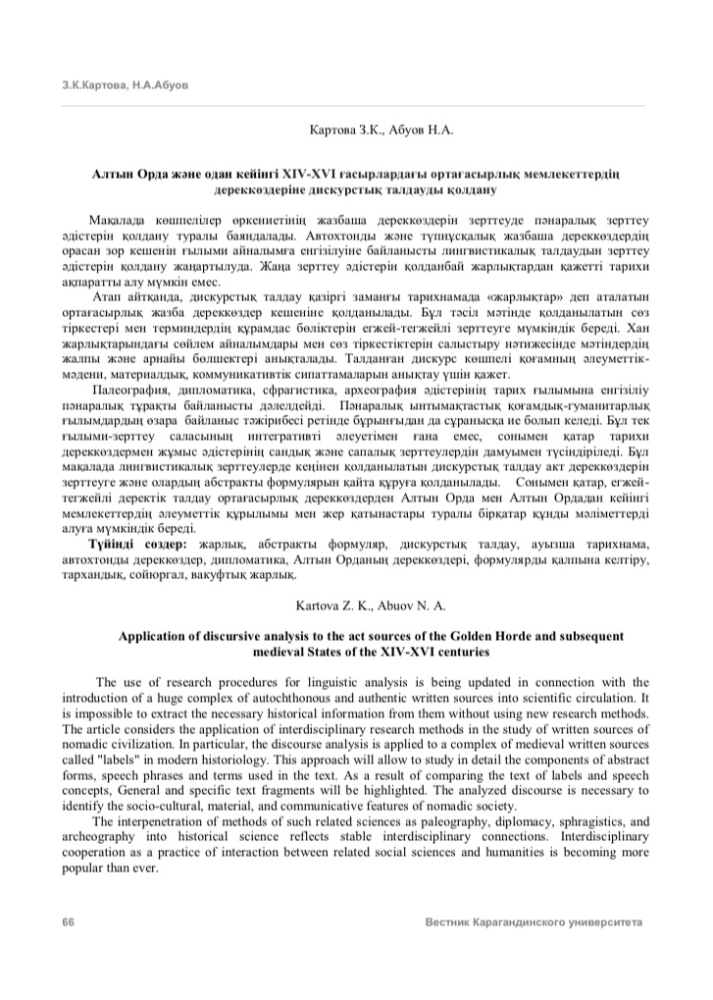 З.К.Картова, Н.А.Абуов
Картова З.К., Абуов Н.А.
Алтын Орда және одан кейінгі XIV-XVI ғасырлардағы ортағасырлық мемлекеттердің
дереккөздеріне дискурстық талдауды қолдану
Мақалада көшпелілер өркениетінің жазбаша дереккөздерін зерттеуде пәнаралық зерттеу
әдістерін қолдану туралы баяндалады. Автохтонды және түпнұсқалық жазбаша дереккөздердің
орасан зор кешенін ғылыми айналымға енгізілуіне байланысты лингвистикалық талдаудын зерттеу
әдістерін қолдану жаңартылуда. Жаңа зерттеу әдістерін қолданбай жарлықтардан қажетті тарихи
ақпаратты алу мүмкін емес.
Атап айтқанда, дискурстық талдау қазіргі заманғы тарихнамада «жарлықтар» деп аталатын
ортағасырлық жазба дереккөздер кешеніне қолданылады. Бұл тәсіл мәтінде қолданылатын сөз
тіркестері мен терминдердің құрамдас бөліктерін егжей-тегжейлі зерттеуге мүмкіндік береді. Хан
жарлықтарындағы сөйлем айналымдары мен сөз тіркестіктерін салыстыру нәтижесінде мәтіндердің
жалпы және арнайы бөлшектері анықталады. Талданған дискурс көшпелі қоғамның әлеуметтік-
мәдени, материалдық, коммуникативтік сипаттамаларын анықтау үшін қажет.
Палеография, дипломатика, сфрагистика, археография әдістерінің тарих ғылымына енгізіліу
пәнаралық тұрақты байланысты дәлелдейді. Пәнаралық ынтымақтастық қоғамдық-гуманитарлық
ғылымдардың өзара байланыс тәжірибесі ретінде бұрынғыдан да сұранысқа ие болып келеді. Бұл тек
ғылыми-зерттеу саласының интегративті әлеуетімен ғана емес, сонымен қатар тарихи
дереккөздермен жұмыс әдістерінің сандық және сапалық зерттеулердін дамуымен түсіндіріледі. Бұл
мақалада лингвистикалық зерттеулерде кеңінен қолданылатын дискурстық талдау акт дереккөздерін
зерттеуге және олардың абстракты формулярын қайта құруға қолданылады. Сонымен қатар, егжей-
тегжейлі деректік талдау ортағасырлық дереккөздерден Алтын Орда мен Алтын Ордадан кейінгі
мемлекеттердің әлеуметтік құрылымы мен жер қатынастары туралы бірқатар құнды мәліметтерді
алуға мүмкіндік береді.
Түйінді сөздер: жарлық, абстракты формуляр, дискурстық талдау, ауызша тарихнама,
автохтонды дереккөздер, дипломатика, Алтын Орданың дереккөздері, формулярды қалпына келтіру,
тархандық, сойюргал, вакуфтық жарлық.
Kartova Z. K., Abuov N. A.
Application of discursive analysis to the act sources of the Golden Horde and subsequent
medieval States of the XIV-XVI centuries
The use of research procedures for linguistic analysis is being updated in connection with the
introduction of a huge complex of autochthonous and authentic written sources into scientific circulation. It
is impossible to extract the necessary historical information from them without using new research methods.
The article considers the application of interdisciplinary research methods in the study of written sources of
nomadic civilization. In particular, the discourse analysis is applied to a complex of medieval written sources
called "labels" in modern historiology. This approach will allow to study in detail the components of abstract
forms, speech phrases and terms used in the text. As a result of comparing the text of labels and speech
concepts, General and specific text fragments will be highlighted. The analyzed discourse is necessary to
identify the socio-cultural, material, and communicative features of nomadic society.
The interpenetration of methods of such related sciences as paleography, diplomacy, sphragistics, and
archeography into historical science reflects stable interdisciplinary connections. Interdisciplinary
cooperation as a practice of interaction between related social sciences and humanities is becoming more
popular than ever.
66
Вестник Карагандинского университета